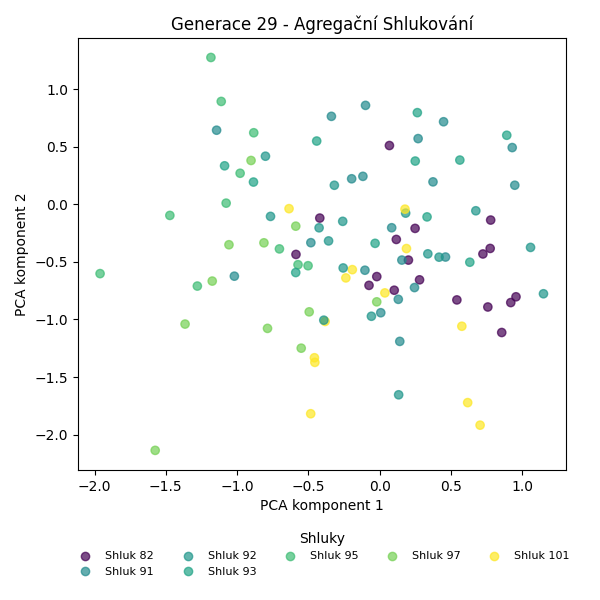 Generace 29 - Agregační Shlukování
PCA komponent 2
1.0
0.5
0.0
−0.5
−1.0
−1.5
−2.0
−2.0 −1.5 −1.0 −0.5 0.0 0.5 1.0
PCA komponent 1
Shluky
Shluk 82 Shluk 92 Shluk 95 Shluk 97 Shluk 101
Shluk 91 Shluk 93